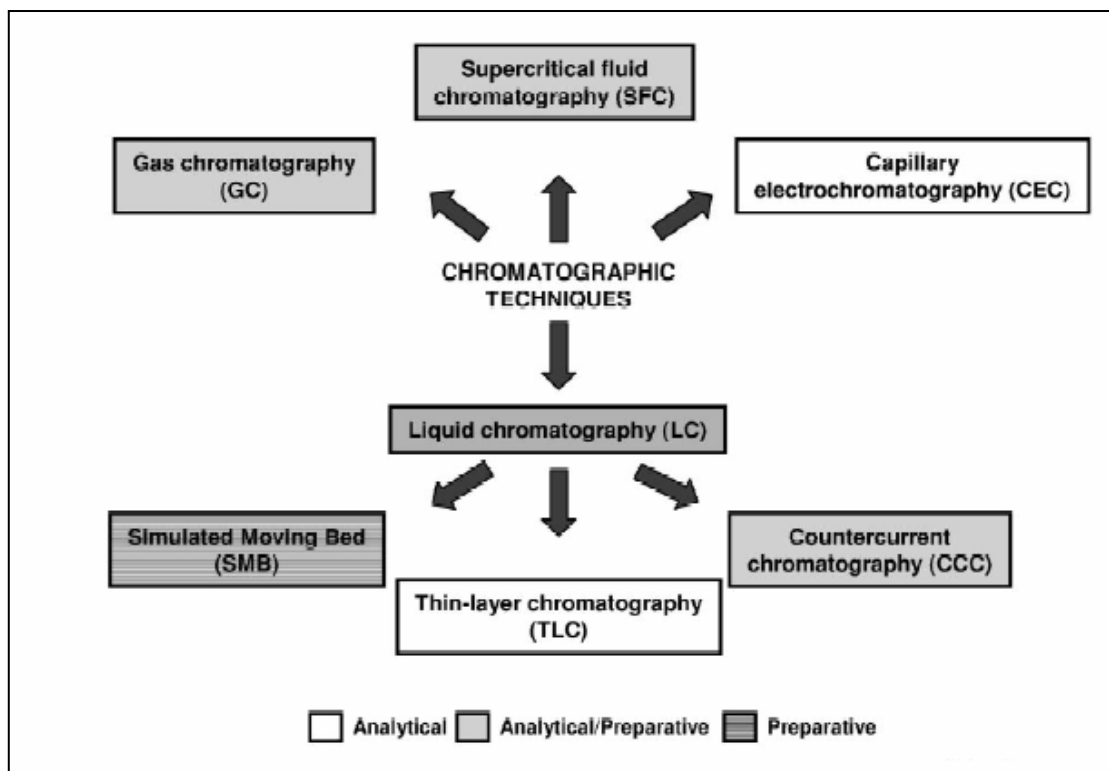 Supercritical fluid
chromatography (SFC)
Gas chromatography
(GC)
Capillary
electrochromatography (CEC)
CHROMATOGRAPHIC
TECHNIQUES
Liquid chromatography (LC)
Simulated Moving Bed
(SMB)
Thin-layer chromatography
(TLC)
Countercurrent
chromatography (CCC)
Analytical
Analytical/Preparative
Preparative